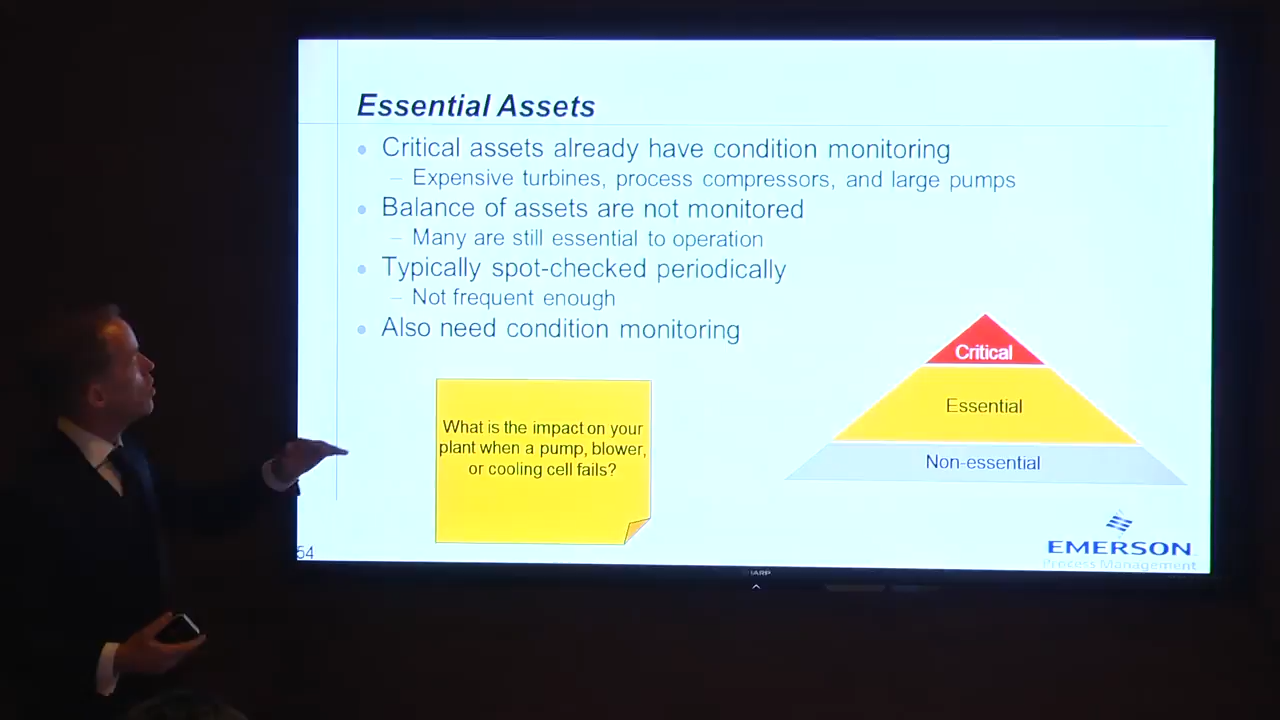 Essential Assets
Critical assets already have condition monitoring
– Expensive turbines, process compressors, and large pumps
Balance of assets are not monitored
– Many are still essential to operation
Typically spot-checked periodically
– Not frequent enough
Also need condition monitoring
What is the impact on your
plant when a pump, blower,
or cooling cell fails?
Critical
Essential
Non-essential
54
EMERSON
Process Management